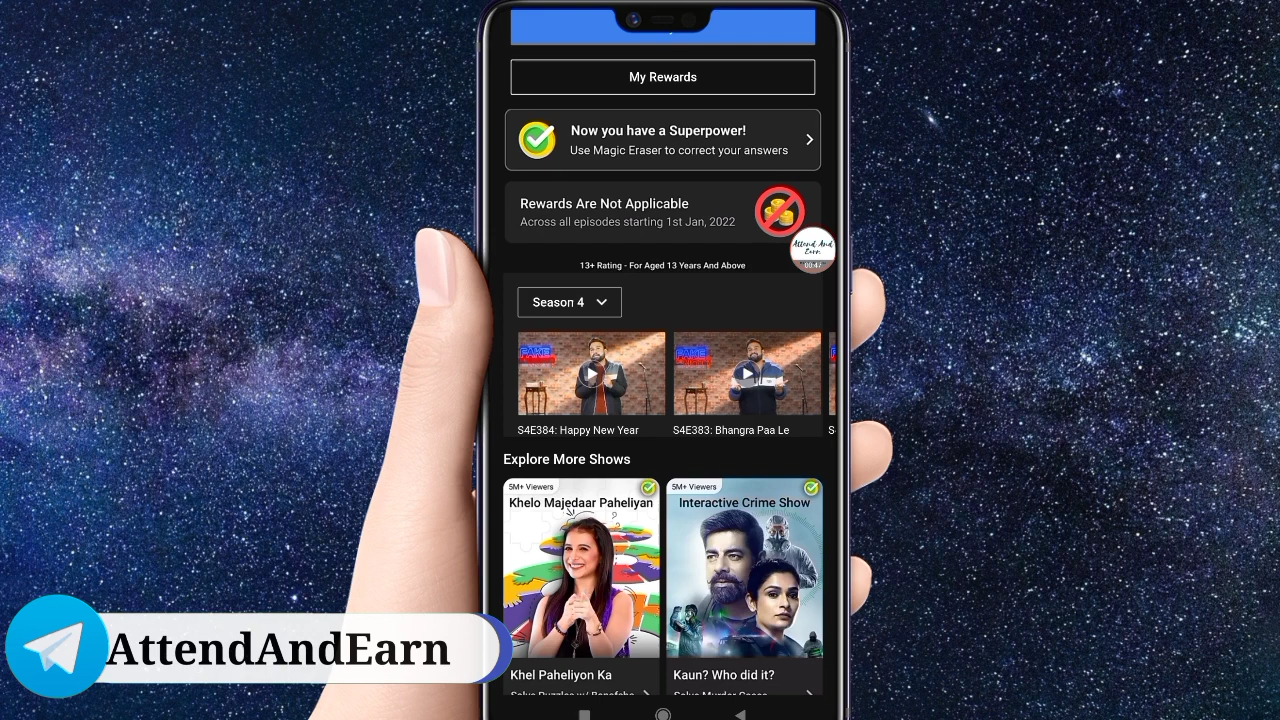 My Rewards
Now you have a Superpower!
Use Magic Eraser to correct your answers
Rewards Are Not Applicable
Across all episodes starting 1st Jan, 2022
Attend And
Earn
00:47
13+ Rating - For Aged 13 Years And Above
Season 4
FAKE
FAKE
S4E384: Happy New Year
S4E383: Bhangra Paa Le
Explore More Shows
5M+ Viewers
5M+ Viewers
Khelo Majedaar Paheliyan
Interactive Crime Show
Khel Paheliyon Ka
Kaun? Who did it?
AttendAndEarn